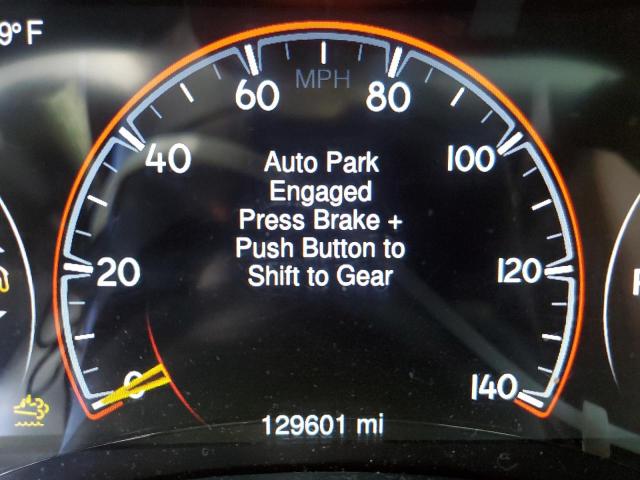 9° F
MPH
60
80
40
100
Auto Park
Engaged
Press Brake +
Push Button to
Shift to Gear
20
120
0
140
129601 mi